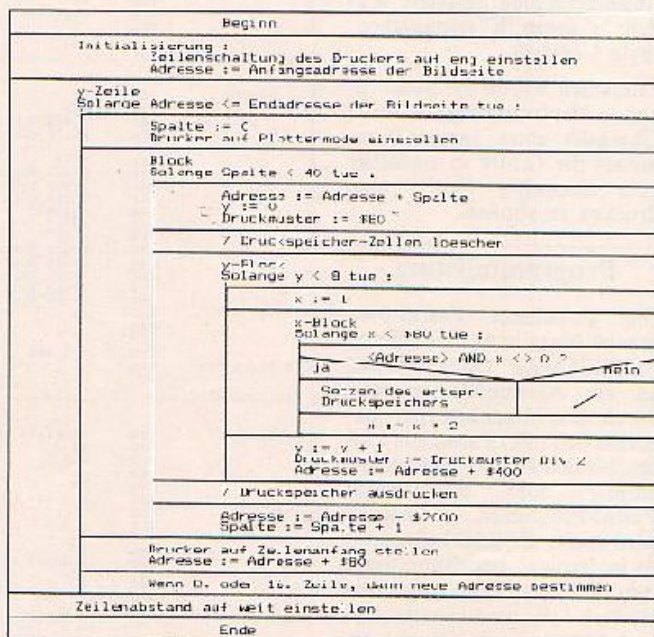 Beginn
Initialisierung :
Zeilenschaltung des Druckers auf eng einstellen
Adresse := Anfangsadresse der Bildseite
y-Zeile
Solange Adresse <= Endadresse der Bildseite tue :
Spalte := 0
Drucker auf Plottermode einstellen
Block
Solange Spalte < 40 tue :
Adresse := Adresse + Spalte
y := 0
Druckmuster := $80
7 Druckspeicher-Zellen loeschen
y-Block
Solange y < 8 tue :
x := 1
x-Block
Solange x < $80 tue :
<Adresse> AND x <> 0 ?
ja
nein
Setzen des entspr.
Druckspeichers
x := x * 2
y := y + 1
Druckmuster := Druckmuster DIV 2
Adresse := Adresse + $400
7 Druckspeicher ausdrucken
Adresse := Adresse - $2000
Spalte := Spalte + 1
Drucker auf Zeilenanfang stellen
Adresse := Adresse + $80
Wenn 8. oder 16. Zeile, dann neue Adresse bestimmen
Zeilenabstand auf weit einstellen
Ende